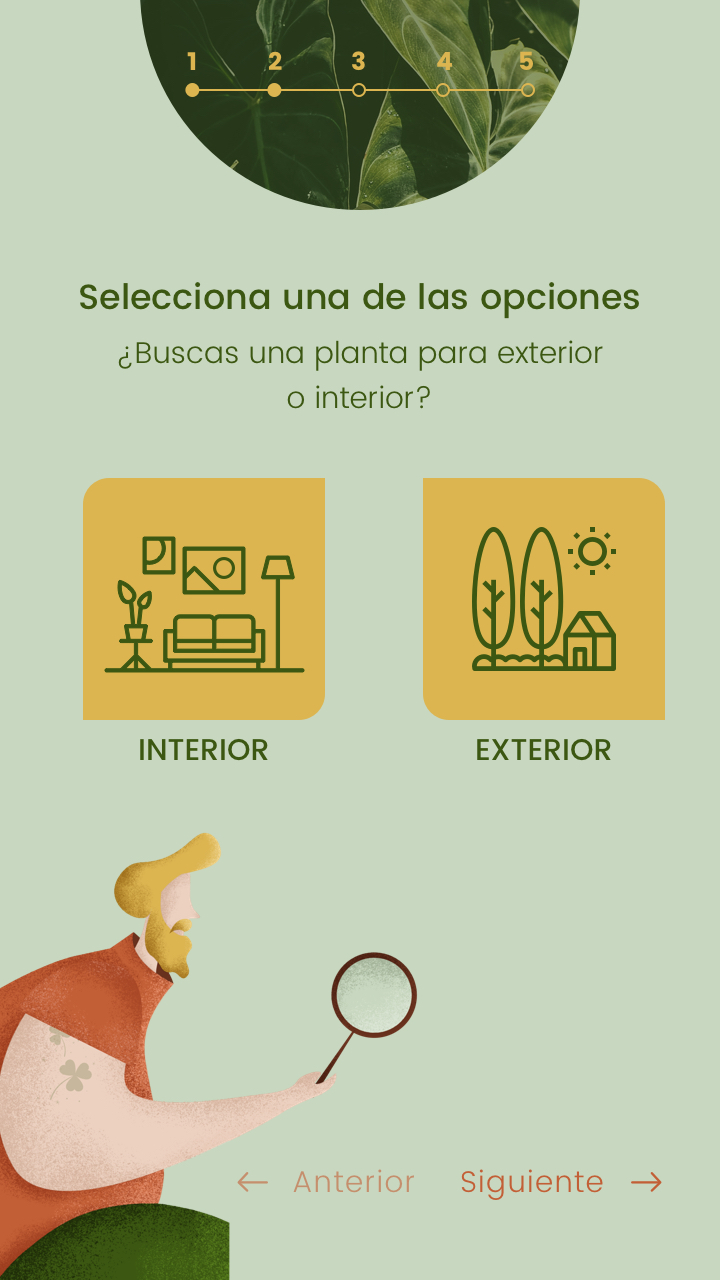 1 2 3 4 5
Selecciona una de las opciones
¿Buscas una planta para exterior
o interior?
INTERIOR EXTERIOR
← Anterior Siguiente →